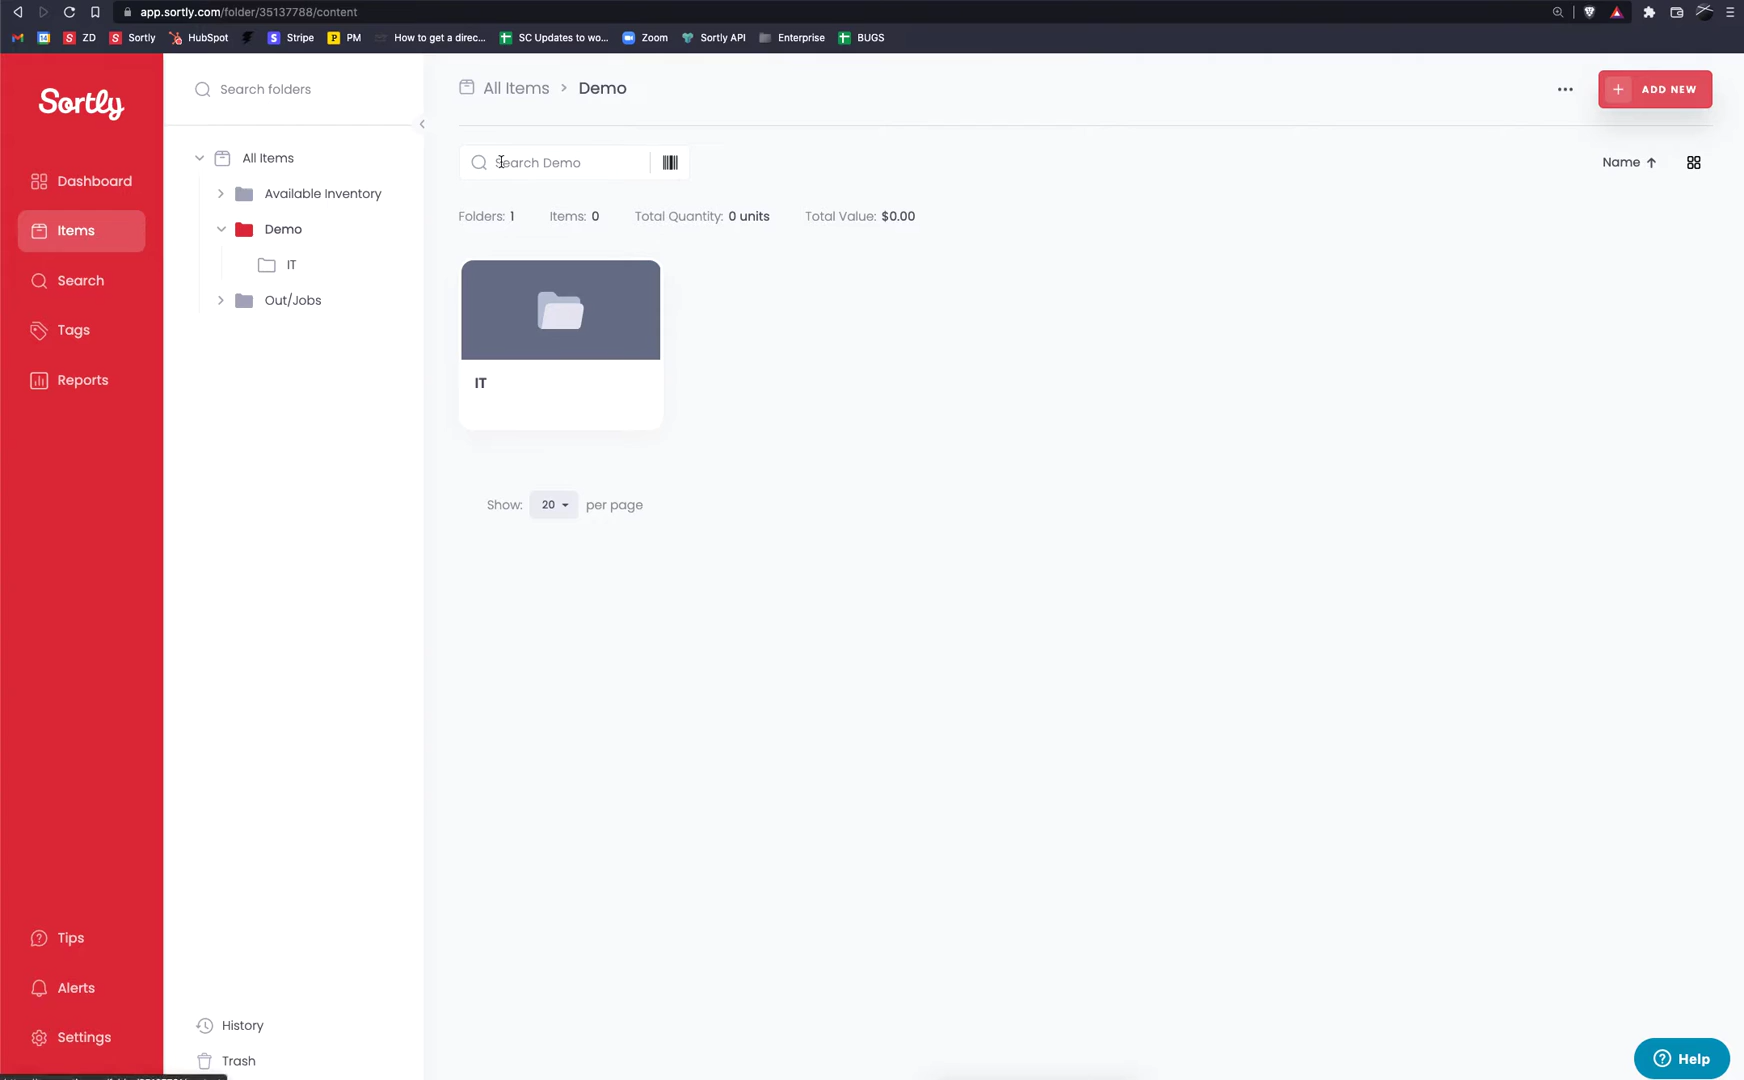 app.sortly.com/folder/35137788/content
ZD
Sortly
HubSpot
Stripe
PM
How to get a direc...
SC Updates to wo...
Zoom
Sortly API
Enterprise
BUGS
Sortly
Dashboard
Items
Search
Tags
Reports
Tips
Alerts
Settings
Search folders
All Items
Available Inventory
Demo
IT
Out/Jobs
History
Trash
All Items > Demo
ADD NEW
Search Demo
Name
Folders: 1 Items: 0 Total Quantity: 0 units Total Value: $0.00
IT
Show: 20 per page
Help